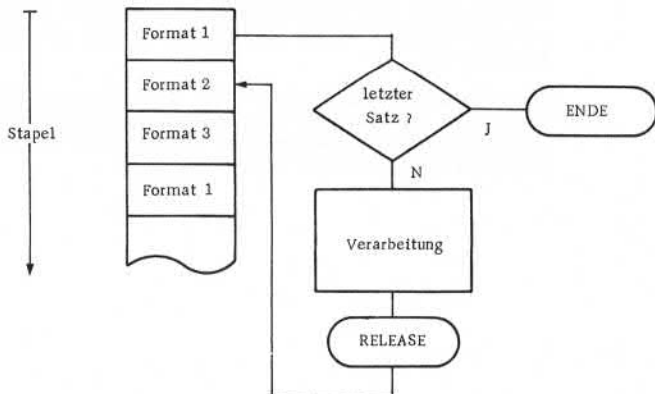 Stapel
Format 1
Format 2
Format 3
Format 1
letzter
Satz ?
J
ENDE
N
Verarbeitung
RELEASE